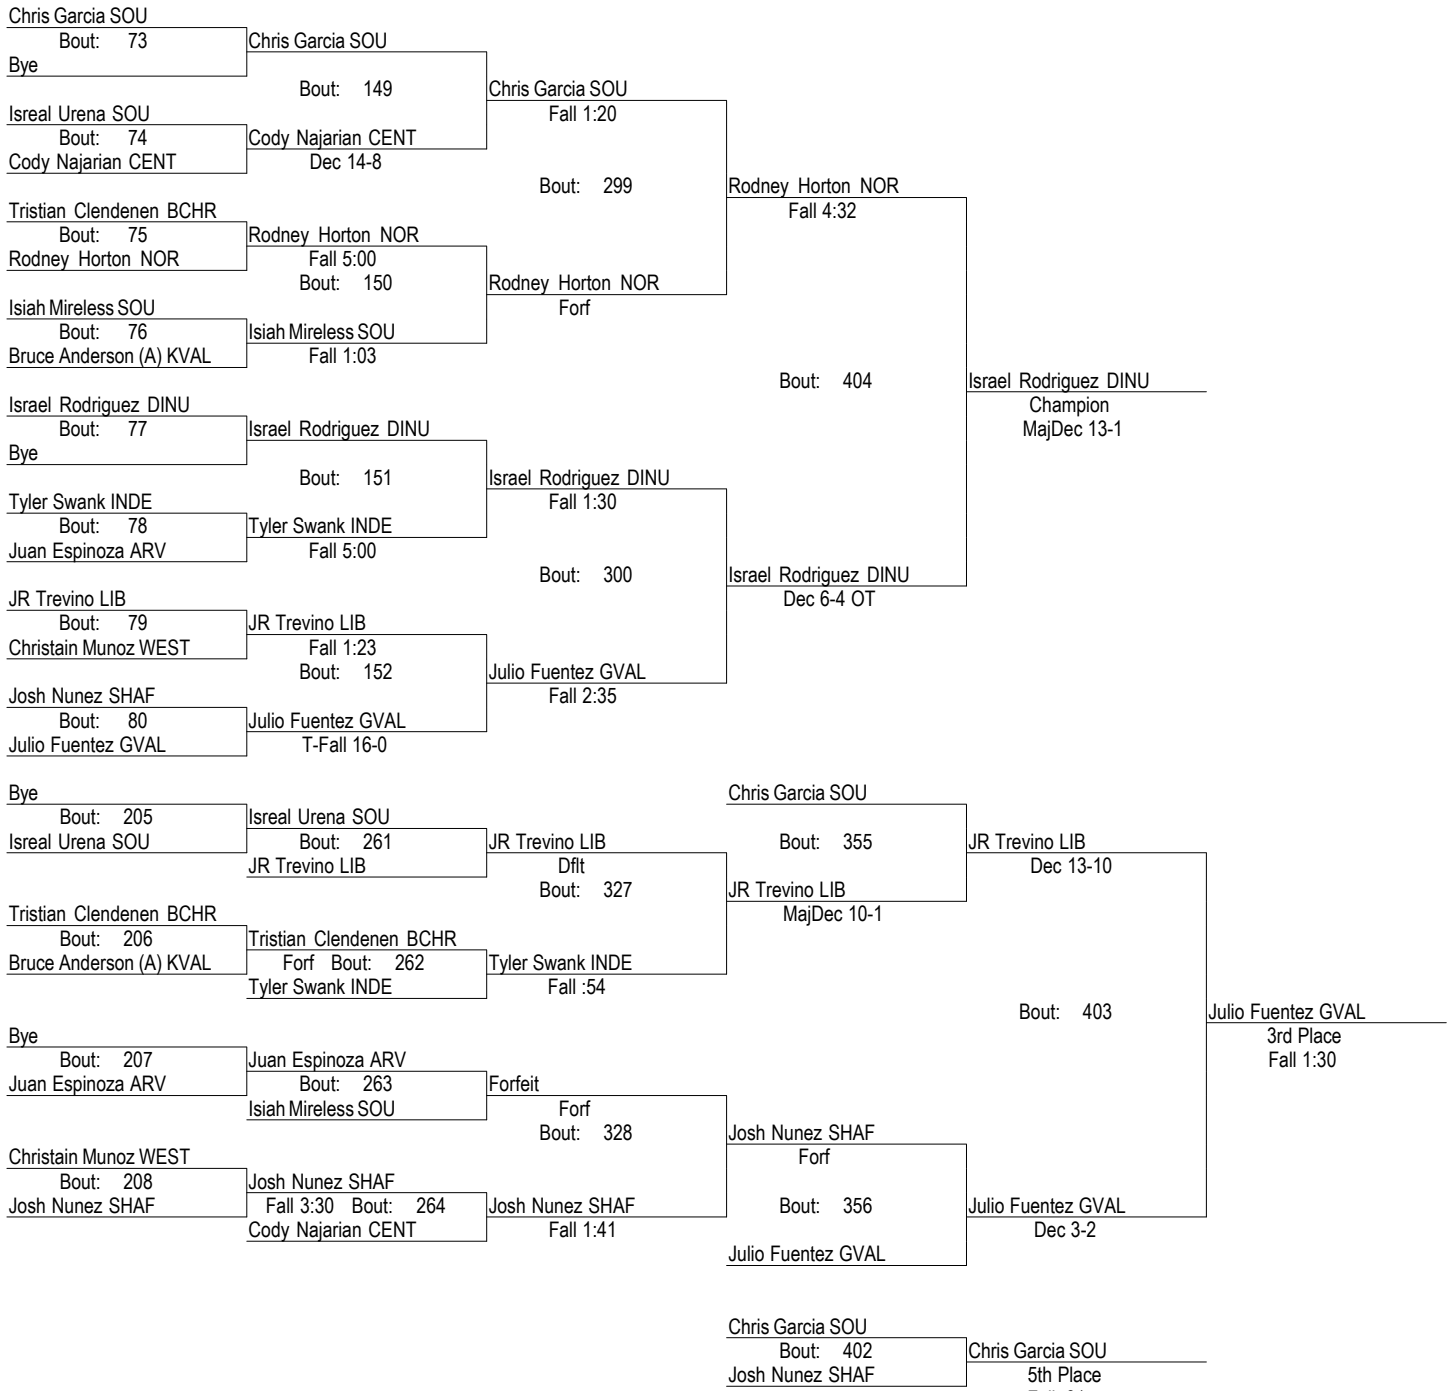 Chris Garcia SOU
Bout: 73 Chris Garcia SOU
Bye
Bout: 149 Chris Garcia SOU
Isreal Urena SOU Fall 1:20
Bout: 74 Cody Najarian CENT
Cody Najarian CENT Dec 14-8
Bout: 299 Rodney Horton NOR
Tristian Clendenen BCHR Fall 4:32
Bout: 75 Rodney Horton NOR
Rodney Horton NOR Fall 5:00
Bout: 150 Rodney Horton NOR
Isiah Mireless SOU Forf
Bout: 76 Isiah Mireless SOU
Bruce Anderson (A) KVAL Fall 1:03
Bout: 404 Israel Rodriguez DINU
Israel Rodriguez DINU Champion
Bout: 77 Israel Rodriguez DINU MajDec 13-1
Bye
Bout: 151 Israel Rodriguez DINU
Tyler Swank INDE Fall 1:30
Bout: 78 Tyler Swank INDE
Juan Espinoza ARV Fall 5:00
Bout: 300 Israel Rodriguez DINU
JR Trevino LIB Dec 6-4 OT
Bout: 79 JR Trevino LIB
Christain Munoz WEST Fall 1:23
Bout: 152 Julio Fuentez GVAL
Josh Nunez SHAF Fall 2:35
Bout: 80 Julio Fuentez GVAL
Julio Fuentez GVAL T-Fall 16-0
Bye Chris Garcia SOU
Bout: 205 Isreal Urena SOU
Isreal Urena SOU Bout: 261 JR Trevino LIB Bout: 355 JR Trevino LIB
JR Trevino LIB Dflt Dec 13-10
Bout: 327 JR Trevino LIB
Tristian Clendenen BCHR MajDec 10-1
Bout: 206 Tristian Clendenen BCHR
Bruce Anderson (A) KVAL Forf Bout: 262 Tyler Swank INDE
Tyler Swank INDE Fall :54
Bout: 403 Julio Fuentez GVAL
Bye 3rd Place
Bout: 207 Juan Espinoza ARV Fall 1:30
Juan Espinoza ARV Bout: 263 Forfeit
Isiah Mireless SOU Forf
Bout: 328 Josh Nunez SHAF
Christain Munoz WEST Forf
Bout: 208 Josh Nunez SHAF
Josh Nunez SHAF Fall 3:30 Bout: 264 Josh Nunez SHAF Bout: 356 Julio Fuentez GVAL
Cody Najarian CENT Fall 1:41 Dec 3-2
Julio Fuentez GVAL
Chris Garcia SOU
Bout: 402 Chris Garcia SOU
Josh Nunez SHAF 5th Place